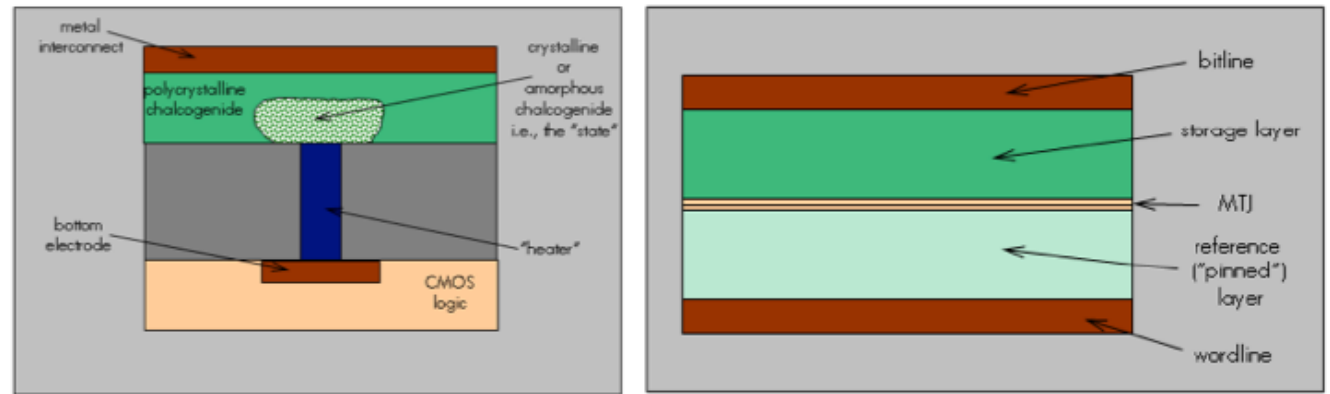 metal
interconnect
polycrystalline
chalcogenide
crystalline
or
amorphous
chalcogenide
i.e., the "state"
bottom
electrode
"heater"
CMOS
logic
bitline
storage layer
MTJ
reference
("pinned")
layer
wordline